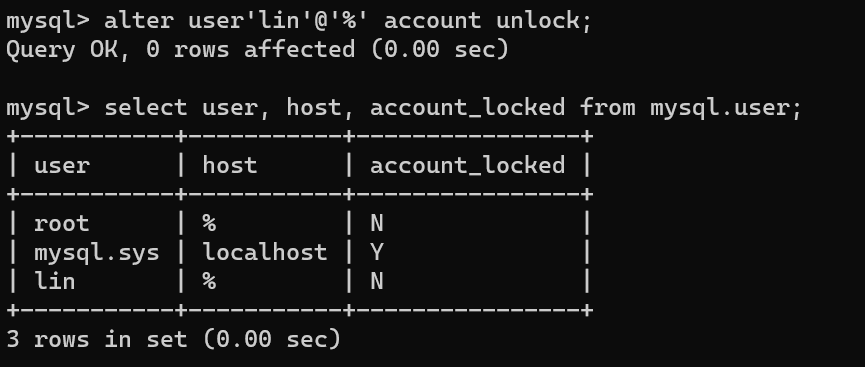 mysql> alter user'lin'@'%' account unlock;
Query OK, 0 rows affected (0.00 sec)
mysql> select user, host, account_locked from mysql.user;
+-----------+-----------+----------------+
| user      | host      | account_locked |
+-----------+-----------+----------------+
| root      | %         | N              |
| mysql.sys | localhost | Y              |
| lin       | %         | N              |
+-----------+-----------+----------------+
3 rows in set (0.00 sec)